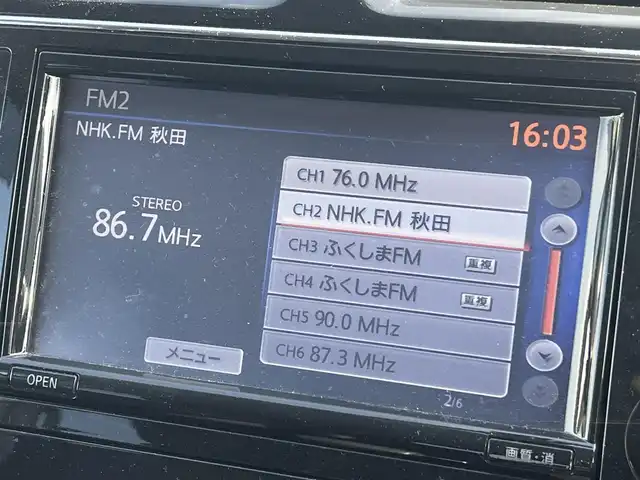 FM2
16:03
NHK.FM 秋田
STEREO
86.7MHz
CH1 76.0 MHz
CH2 NHK.FM 秋田
CH3 ふくしまFM 重複
CH4 ふくしまFM 重複
CH5 90.0 MHz
CH6 87.3 MHz
メニュー
2/6
OPEN
画質・消